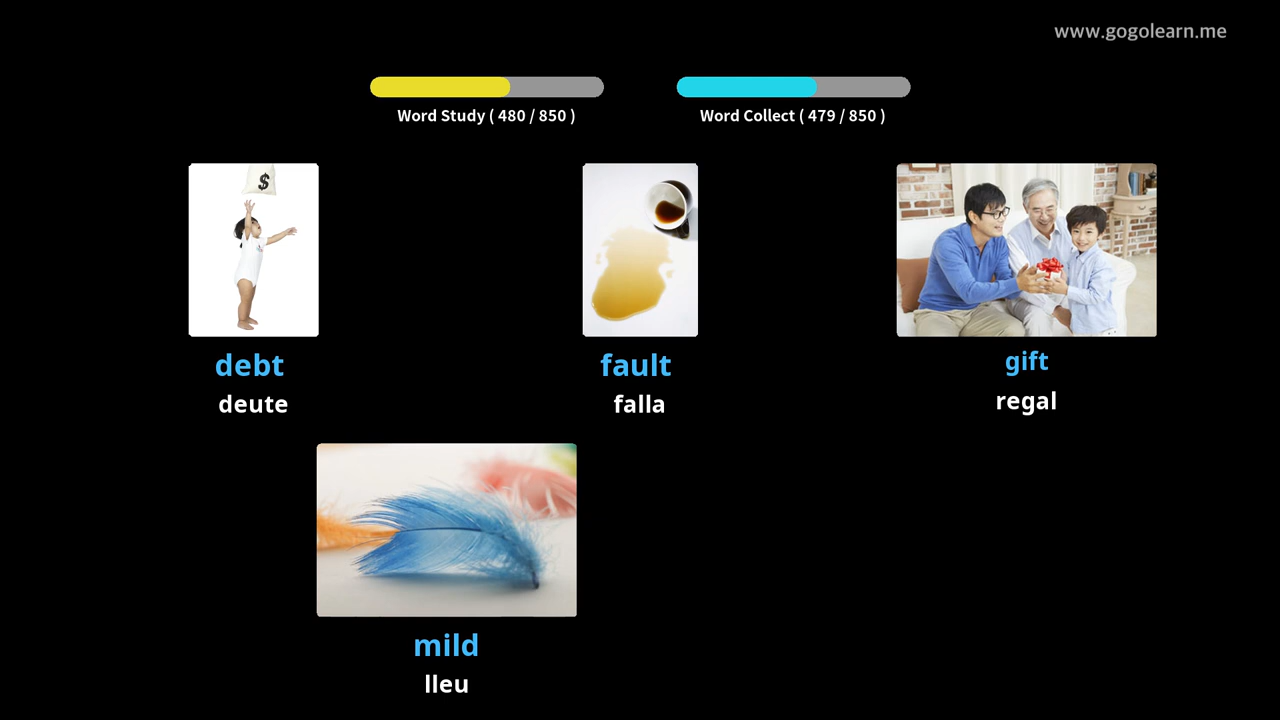 www.gogolearn.me
Word Study ( 480 / 850 )
Word Collect ( 479 / 850 )
$
debt
deute
fault
falla
gift
regal
mild
lleu